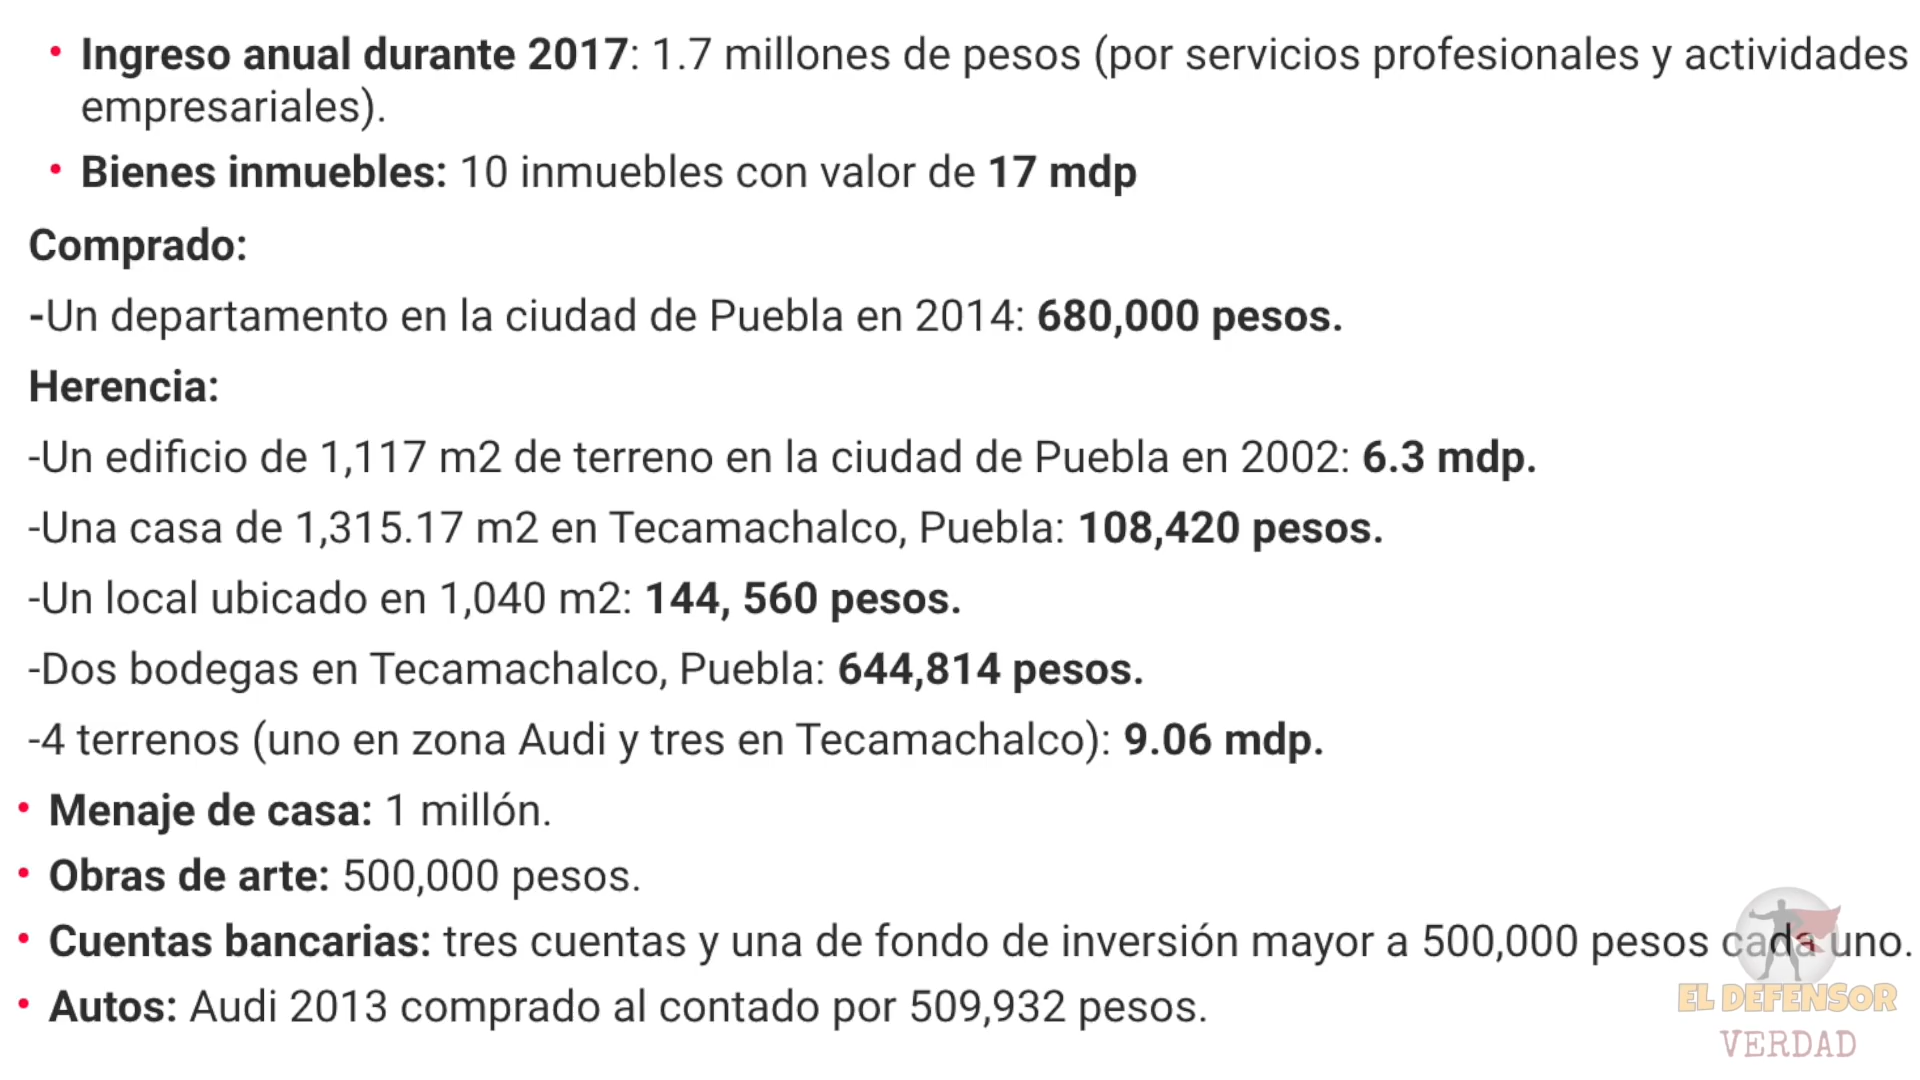 • Ingreso anual durante 2017: 1.7 millones de pesos (por servicios profesionales y actividades
empresariales).
• Bienes inmuebles: 10 inmuebles con valor de 17 mdp
Comprado:
-Un departamento en la ciudad de Puebla en 2014: 680,000 pesos.
Herencia:
-Un edificio de 1,117 m2 de terreno en la ciudad de Puebla en 2002: 6.3 mdp.
-Una casa de 1,315.17 m2 en Tecamachalco, Puebla: 108,420 pesos.
-Un local ubicado en 1,040 m2: 144, 560 pesos.
-Dos bodegas en Tecamachalco, Puebla: 644,814 pesos.
-4 terrenos (uno en zona Audi y tres en Tecamachalco): 9.06 mdp.
• Menaje de casa: 1 millón.
• Obras de arte: 500,000 pesos.
• Cuentas bancarias: tres cuentas y una de fondo de inversión mayor a 500,000 pesos cada uno.
• Autos: Audi 2013 comprado al contado por 509,932 pesos.
EL DEFENSOR
VERDAD